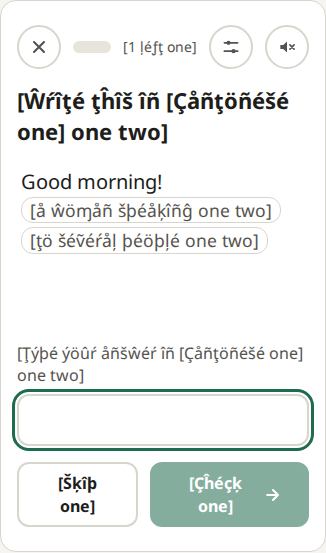 [1 ļéƒţ one]
[Ŵŕîţé ţĥîš îñ [Çåñţöñéšé
one] one two]
Good morning!
[å ŵöɱåñ šþéåķîñĝ one two]
[ţö šéṽéŕåļ þéöþļé one two]
[Ţýþé ýöûŕ åñšŵéŕ îñ [Çåñţöñéšé one]
one two]
[Šķîþ
one]
[Çĥéçķ
one]